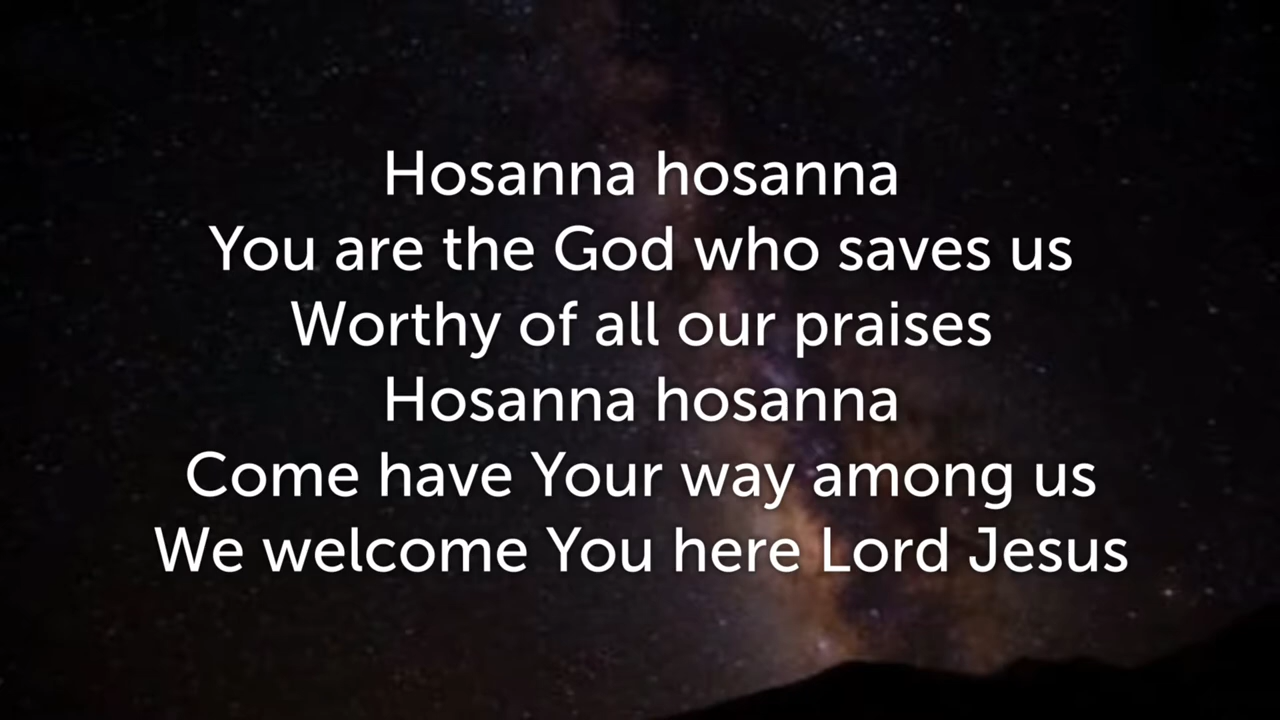 Hosanna hosanna
You are the God who saves us
Worthy of all our praises
Hosanna hosanna
Come have Your way among us
We welcome You here Lord Jesus